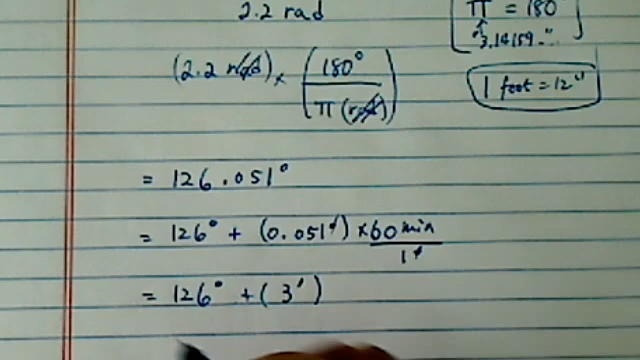 2.2 rad
[π = 180°
3.14159...]
(2.2 rad) × (180° / π (rad))
1 foot = 12"
= 126.051°
= 126° + (0.051°) × 60 min / 1°
= 126° + (3')